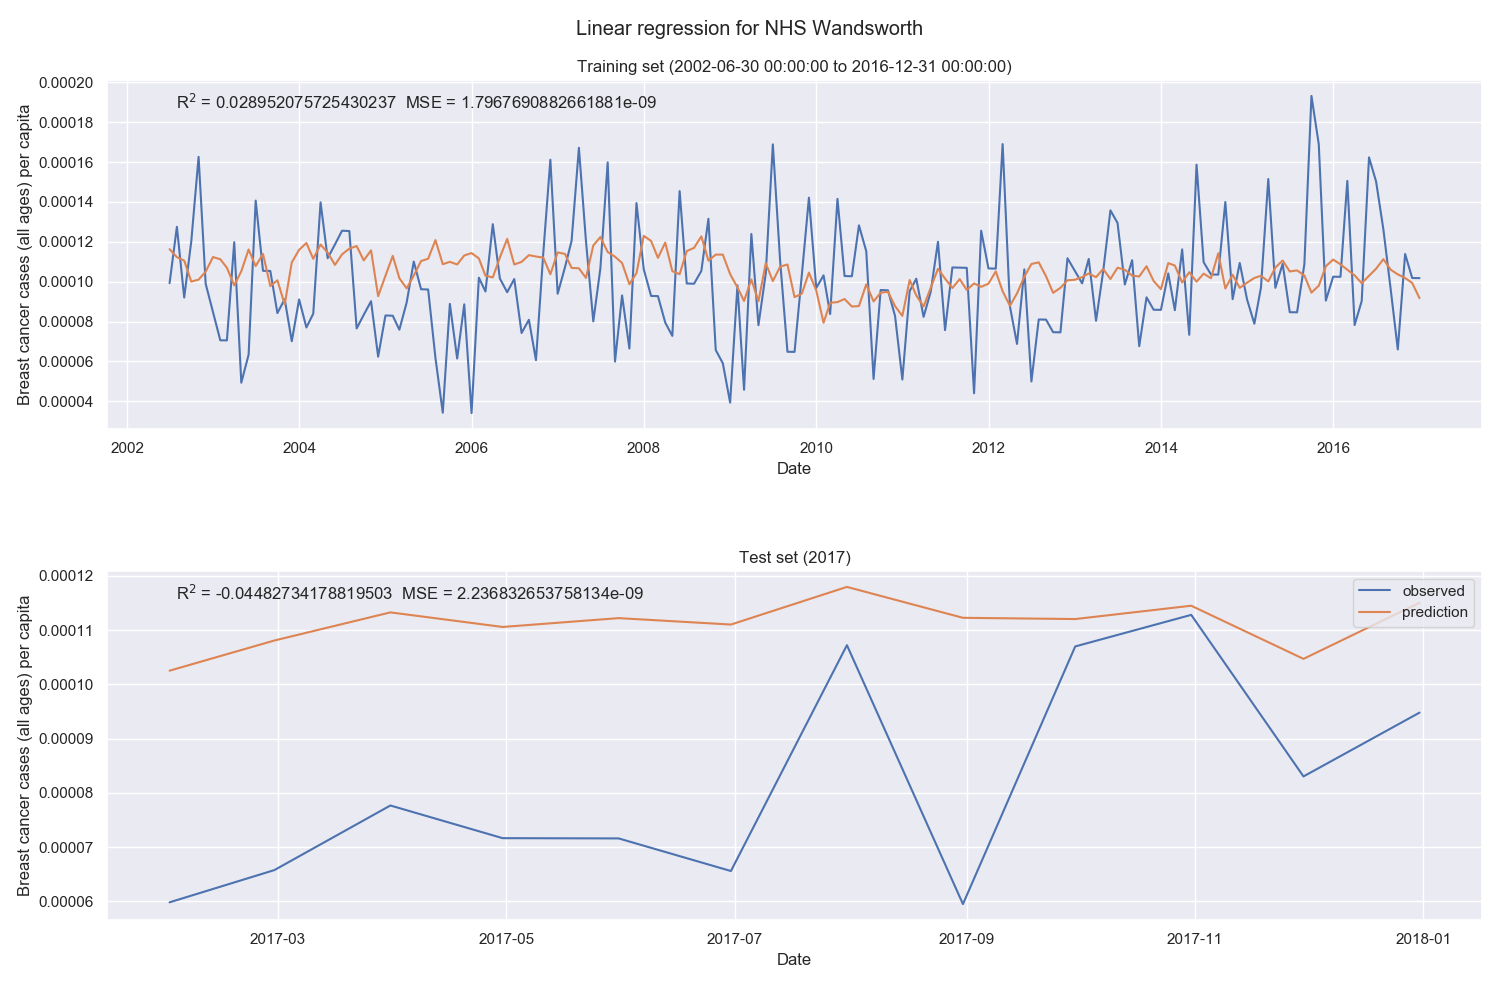 Linear regression for NHS Wandsworth
Training set (2002-06-30 00:00:00 to 2016-12-31 00:00:00)
R² = 0.028952075725430237 MSE = 1.7967690882661881e-09
Breast cancer cases (all ages) per capita
0.00020
0.00018
0.00016
0.00014
0.00012
0.00010
0.00008
0.00006
0.00004
2002 2004 2006 2008 2010 2012 2014 2016
Date
Test set (2017)
R² = -0.04482734178819503 MSE = 2.236832653758134e-09
observed
prediction
Breast cancer cases (all ages) per capita
0.00012
0.00011
0.00010
0.00009
0.00008
0.00007
0.00006
2017-03 2017-05 2017-07 2017-09 2017-11 2018-01
Date